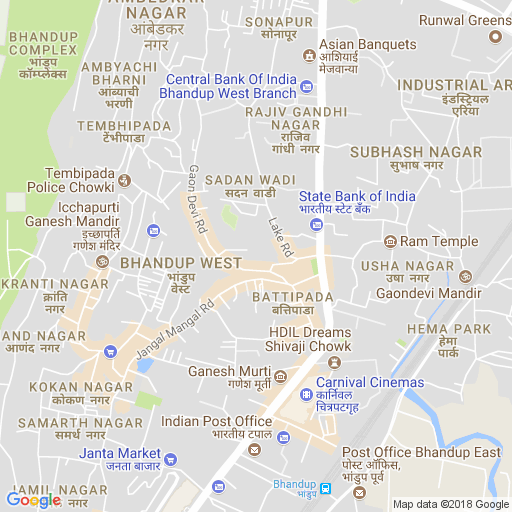 AMBEDKAR
NAGAR
आंबेडकर
नगर
SONAPUR
सोनापूर
Runwal Greens
BHANDUP
COMPLEX
भांडुप
कॉम्प्लेक्स
Asian Banquets
आशियाई
मेजवान्या
AMBYACHI
BHARNI
आंब्याची
भरणी
Central Bank Of India
Bhandup West Branch
INDUSTRIAL AR
इंडस्ट्रियल
एरिया
RAJIV GANDHI
NAGAR
राजिव
गांधी नगर
TEMBHIPADA
टेंभीपाडा
SUBHASH NAGAR
सुभाष नगर
Tembipada
Police Chowki
Gaon Devi Rd
SADAN WADI
सदन वाडी
State Bank of India
भारतीय स्टेट बँक
Icchapurti
Ganesh Mandir
इच्छापुर्ती
गणेश मंदिर
Lake Rd
Ram Temple
BHANDUP WEST
भांडुप
वेस्ट
USHA NAGAR
उषा नगर
KRANTI NAGAR
क्रांति
नगर
Gaondevi Mandir
BATTIPADA
बत्तिपाडा
Jangal Mangal Rd
AND NAGAR
आणंद नगर
HDIL Dreams
Shivaji Chowk
HEMA PARK
हेमा
पार्क
Ganesh Murti
गणेश मूर्ती
KOKAN NAGAR
कोकण नगर
Carnival Cinemas
कार्निवल
चित्रपटगृह
SAMARTH NAGAR
समर्थ नगर
Indian Post Office
भारतीय टपाल
Janta Market
जनता बाजार
Post Office Bhandup East
पोस्ट ऑफिस,
भांडुप पूर्व
Bhandup
भांडुप
JAMIL NAGAR
नगर
Google
Map data ©2018 Google